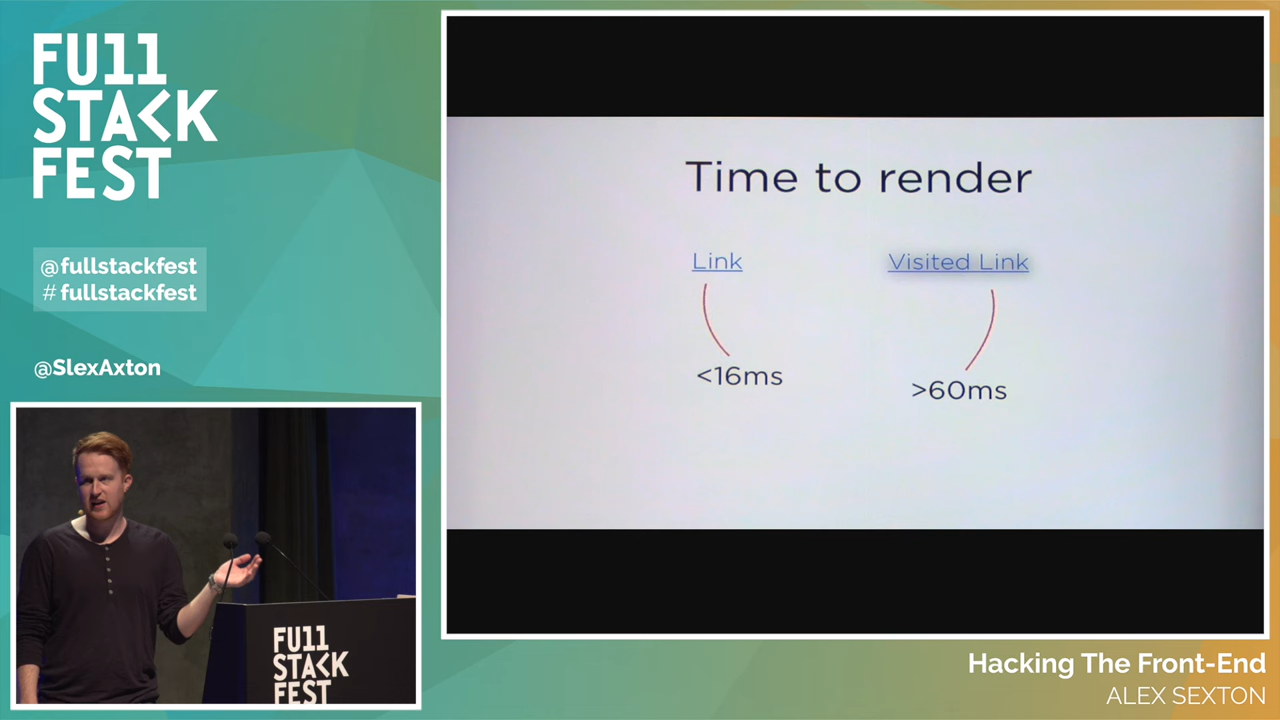 FU11
STACK
FEST
@fullstackfest
# fullstackfest
@SlexAxton
Time to render
Link
Visited Link
<16ms
>60ms
FU11
STACK
FEST
Hacking The Front-End
ALEX SEXTON